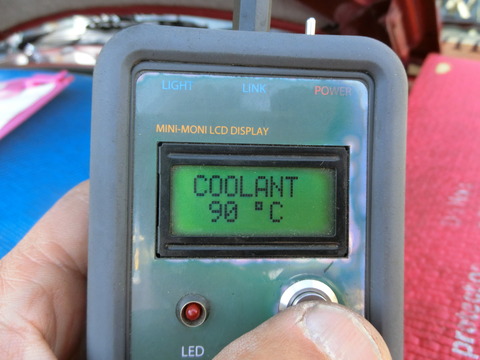 LIGHT LINK POWER
MINI-MONI LCD DISPLAY
COOLANT
90 °C
LED